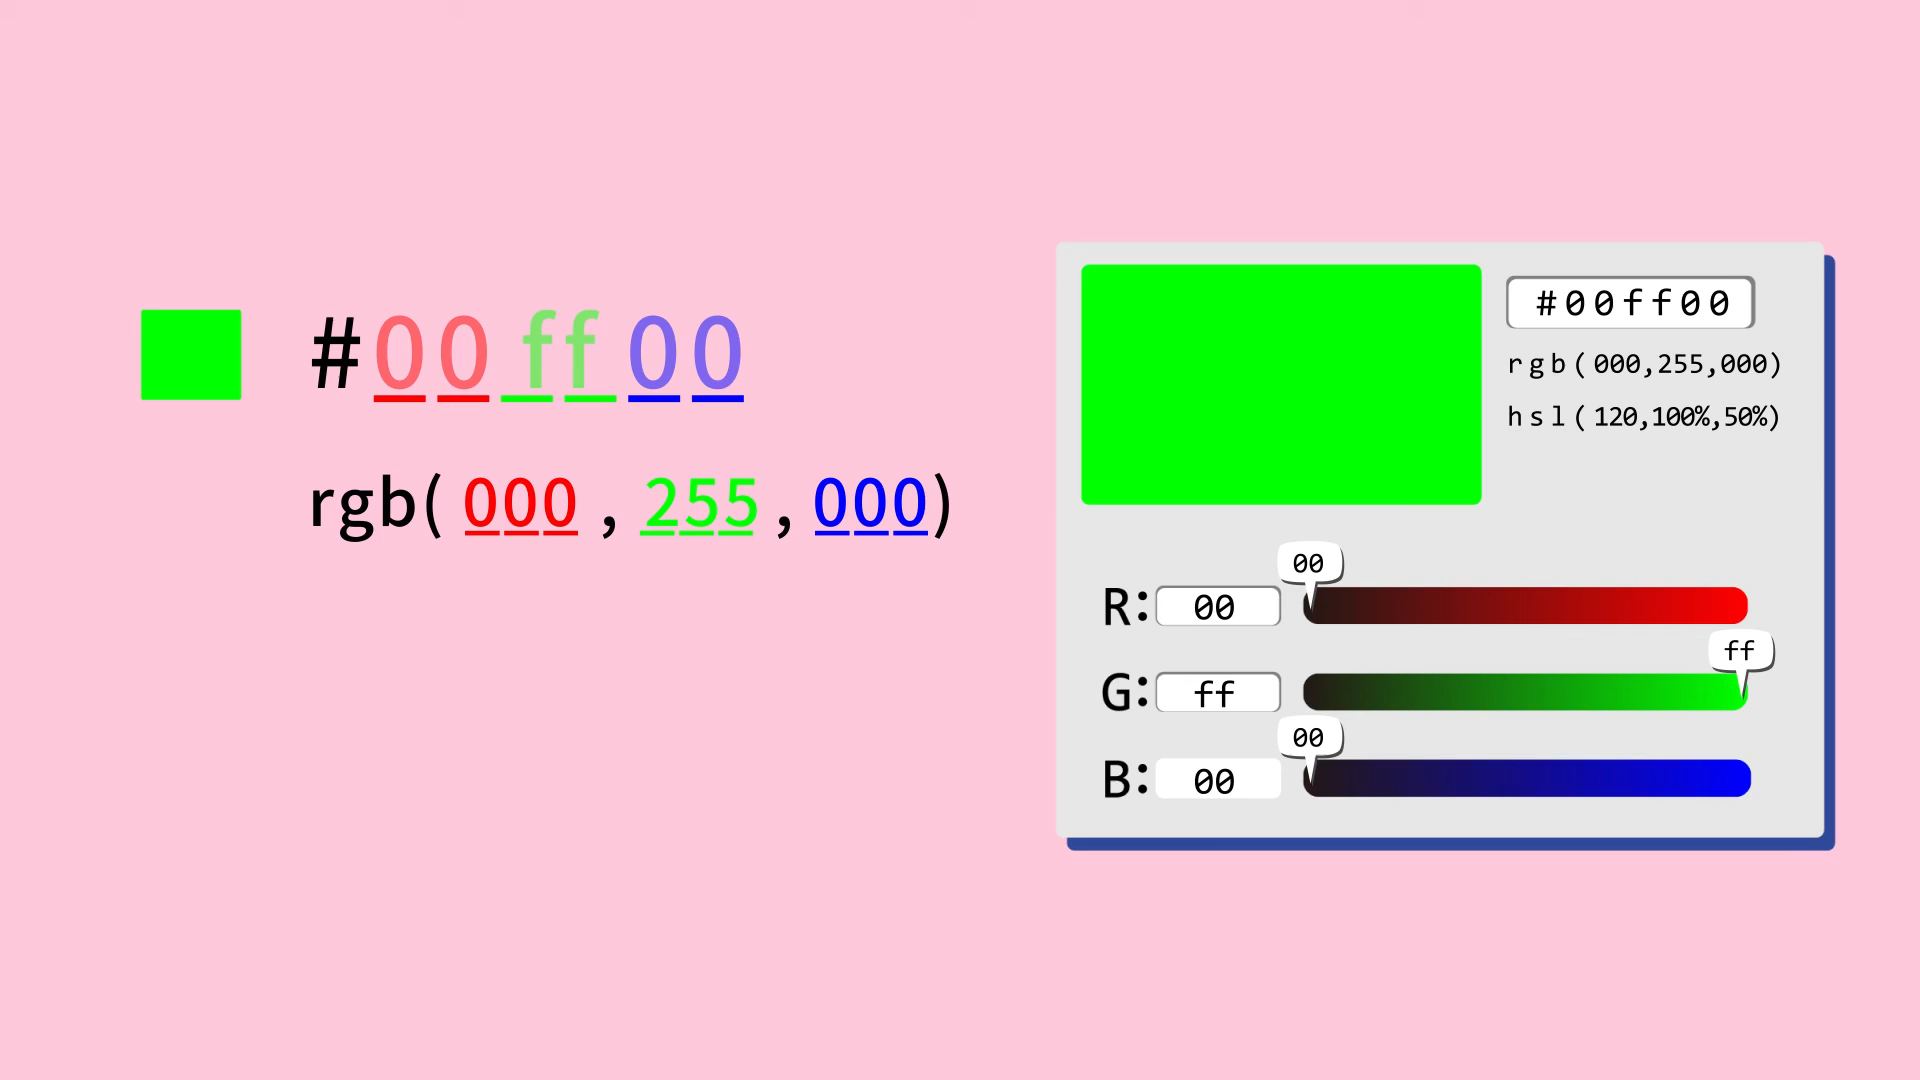 #00ff00
rgb(000,255,000)
#00ff00
rgb(000,255,000)
hsl(120,100%,50%)
00
R: 00
ff
G: ff
00
B: 00